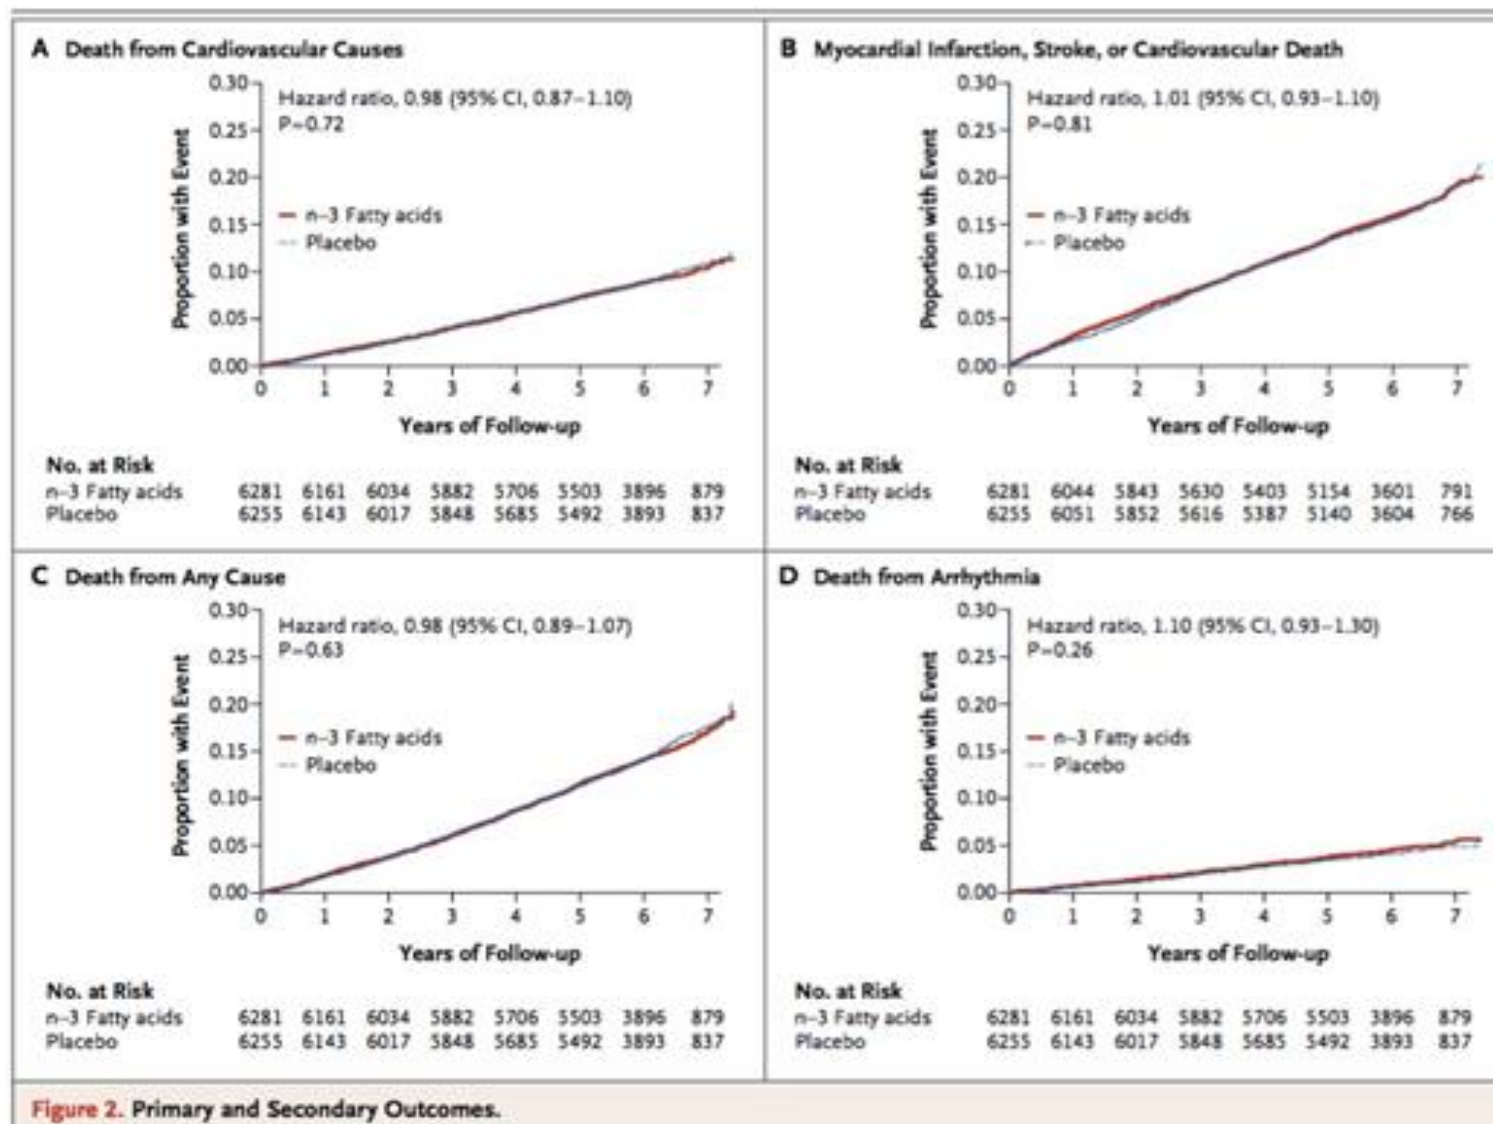 A Death from Cardiovascular Causes
0.30
0.25
0.20
0.15
0.10
0.05
0.00
Proportion with Event
Hazard ratio, 0.98 (95% CI, 0.87–1.10)
P=0.72
n–3 Fatty acids
Placebo
0 1 2 3 4 5 6 7
Years of Follow-up
No. at Risk
n–3 Fatty acids 6281 6161 6034 5882 5706 5503 3896 879
Placebo 6255 6143 6017 5848 5685 5492 3893 837
B Myocardial Infarction, Stroke, or Cardiovascular Death
0.30
0.25
0.20
0.15
0.10
0.05
0.00
Proportion with Event
Hazard ratio, 1.01 (95% CI, 0.93–1.10)
P=0.81
n–3 Fatty acids
Placebo
0 1 2 3 4 5 6 7
Years of Follow-up
No. at Risk
n–3 Fatty acids 6281 6044 5843 5630 5403 5154 3601 791
Placebo 6255 6051 5852 5616 5387 5140 3604 766
C Death from Any Cause
0.30
0.25
0.20
0.15
0.10
0.05
0.00
Proportion with Event
Hazard ratio, 0.98 (95% CI, 0.89–1.07)
P=0.63
n–3 Fatty acids
Placebo
0 1 2 3 4 5 6 7
Years of Follow-up
No. at Risk
n–3 Fatty acids 6281 6161 6034 5882 5706 5503 3896 879
Placebo 6255 6143 6017 5848 5685 5492 3893 837
D Death from Arrhythmia
0.30
0.25
0.20
0.15
0.10
0.05
0.00
Proportion with Event
Hazard ratio, 1.10 (95% CI, 0.93–1.30)
P=0.26
n–3 Fatty acids
Placebo
0 1 2 3 4 5 6 7
Years of Follow-up
No. at Risk
n–3 Fatty acids 6281 6161 6034 5882 5706 5503 3896 879
Placebo 6255 6143 6017 5848 5685 5492 3893 837
Figure 2. Primary and Secondary Outcomes.